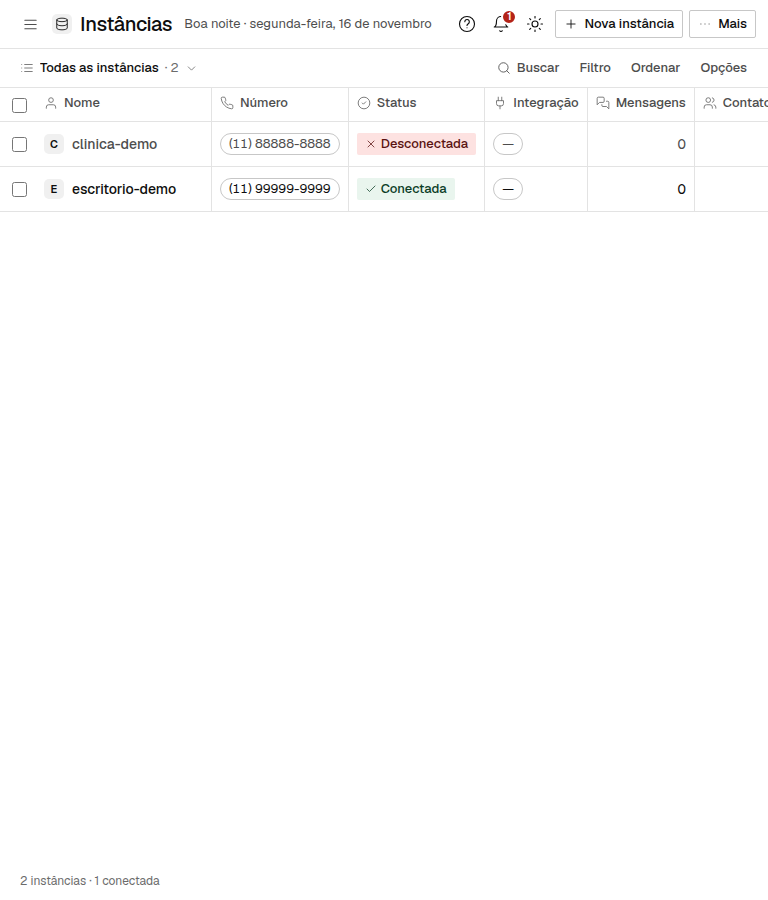 Instâncias Boa noite · segunda-feira, 16 de novembro 1 Nova instância Mais
Todas as instâncias · 2 Buscar Filtro Ordenar Opções
Nome Número Status Integração Mensagens Contato
C clinica-demo (11) 88888-8888 Desconectada — 0
E escritorio-demo (11) 99999-9999 Conectada — 0
2 instâncias · 1 conectada